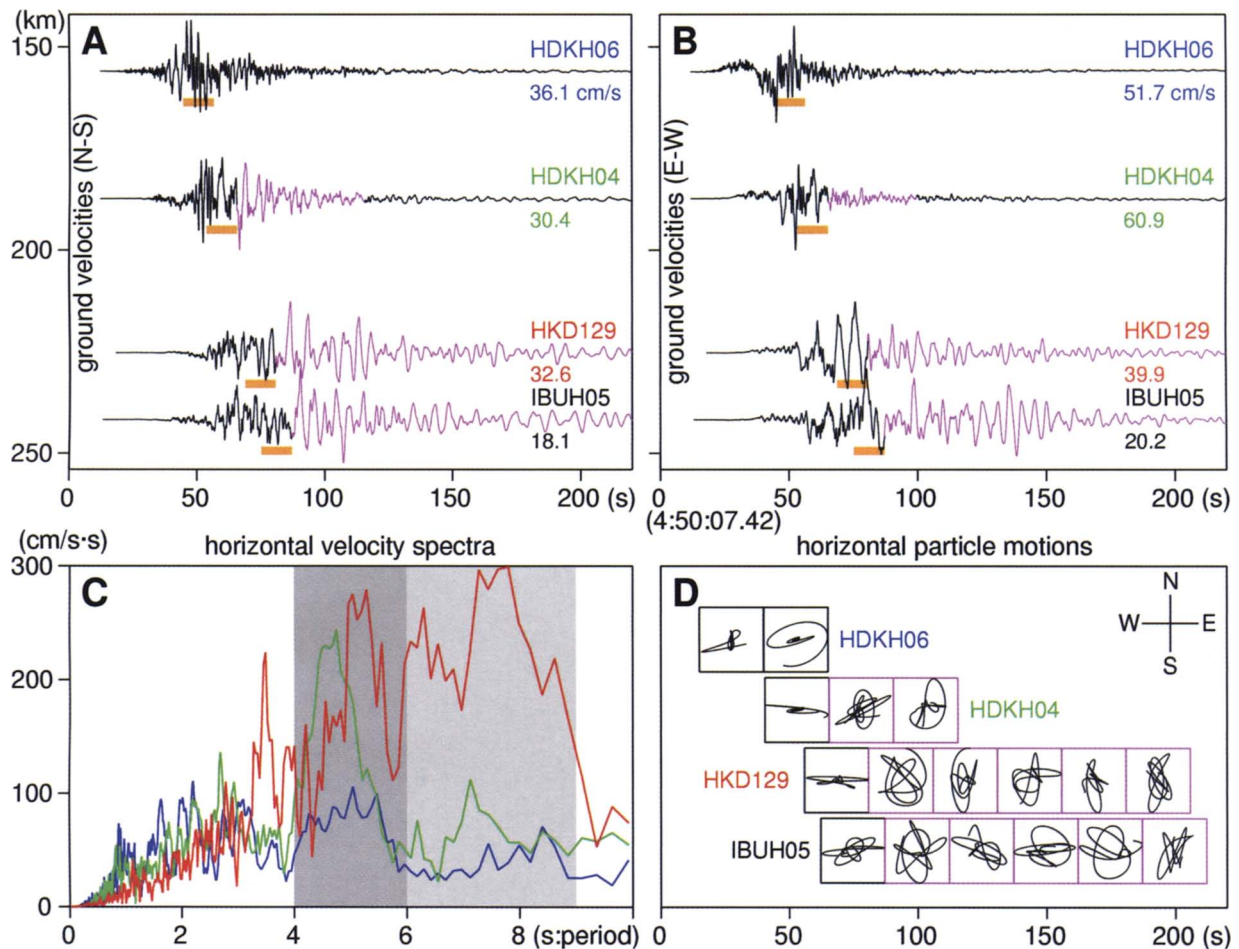 (km)
150
200
250
A
ground velocities (N-S)
HDKH06
36.1 cm/s
HDKH04
30.4
HKD129
32.6
IBUH05
18.1
0
50
100
150
200 (s)
B
ground velocities (E-W)
HDKH06
51.7 cm/s
HDKH04
60.9
HKD129
39.9
IBUH05
20.2
0
50
100
150
200 (s)
(4:50:07.42)
(cm/s·s)
horizontal velocity spectra
300
200
100
0
C
0
2
4
6
8 (s:period)
horizontal particle motions
D
N
W
E
S
HDKH06
HDKH04
HKD129
IBUH05
0
50
100
150
200 (s)